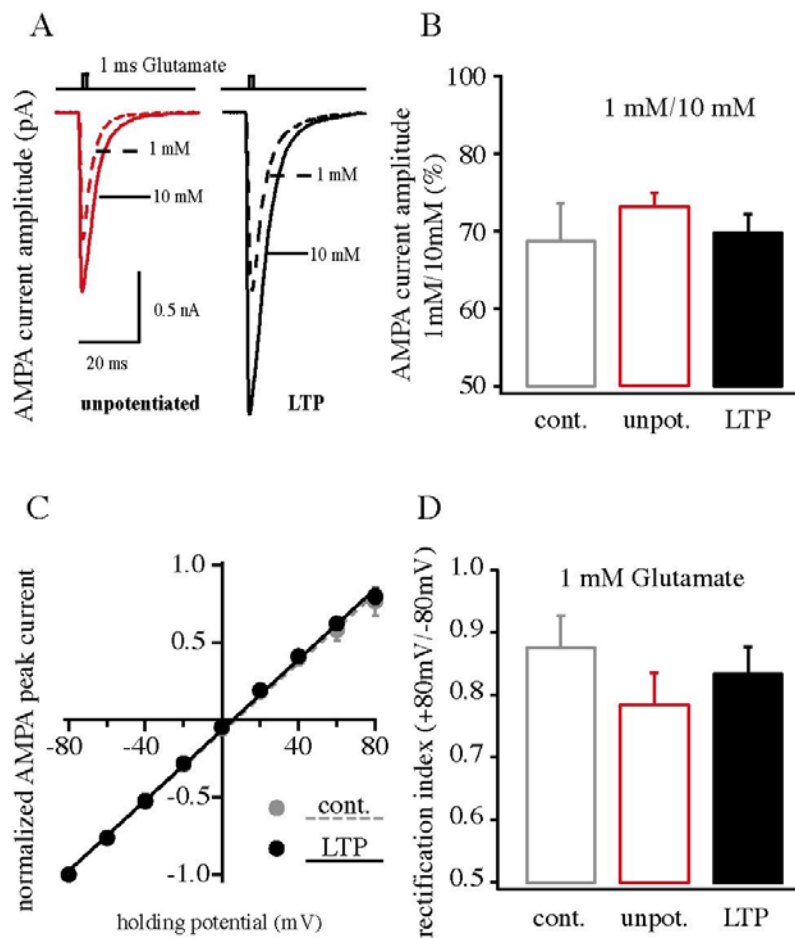 A
1 ms Glutamate
AMPA current amplitude (pA)
1 mM
10 mM
0.5 nA
20 ms
unpotentiated
1 mM
10 mM
LTP
B
AMPA current amplitude
1mM/10mM (%)
1 mM/10 mM
100
90
80
70
60
50
cont. unpot. LTP
C
normalized AMPA peak current
1.0
0.5
-80 -40 40 80
-0.5
-1.0
cont.
LTP
holding potential (mV)
D
rectification index (+80mV/-80mV)
1 mM Glutamate
1.0
0.9
0.8
0.7
0.6
0.5
cont. unpot. LTP